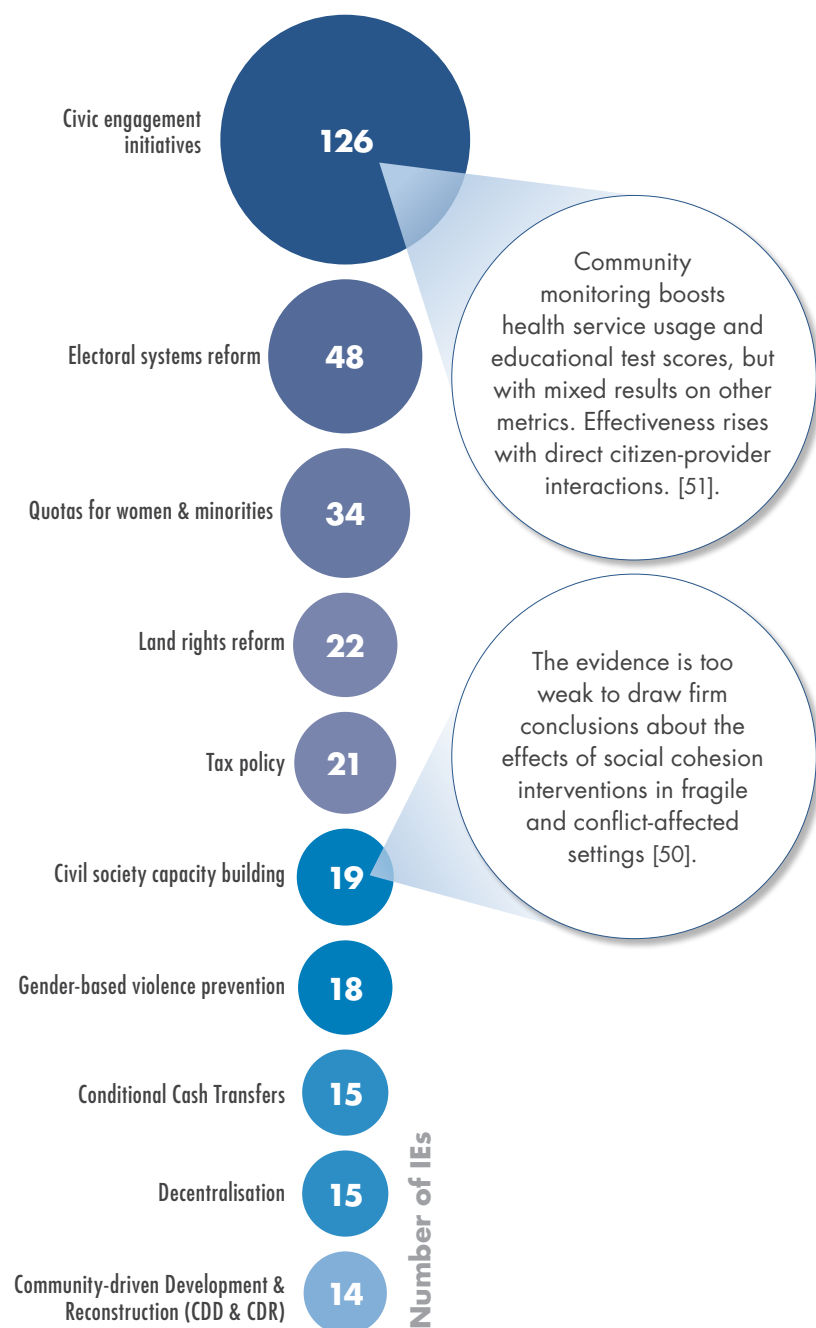 Civic engagement
initiatives
126
Community
monitoring boosts
health service usage and
educational test scores, but
with mixed results on other
metrics. Effectiveness rises
with direct citizen-provider
interactions. [51].
Electoral systems reform
48
Quotas for women & minorities
34
Land rights reform
22
The evidence is too
weak to draw firm
conclusions about the
effects of social cohesion
interventions in fragile
and conflict-affected
settings [50].
Tax policy
21
Civil society capacity building
19
Gender-based violence prevention
18
Conditional Cash Transfers
15
Decentralisation
15
Community-driven Development &
Reconstruction (CDD & CDR)
14
Number of IEs